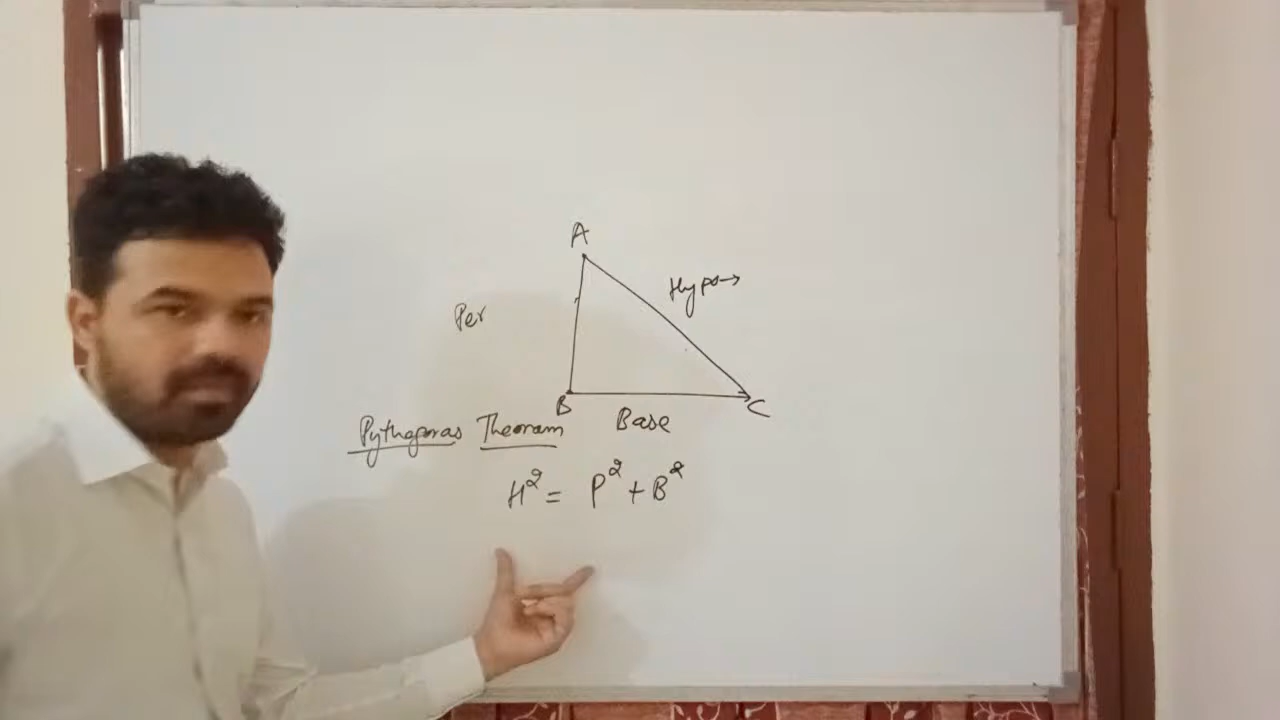 A
Hypo→
Per
B
C
Base
Pythagoras Theoram
H² = P² + B²